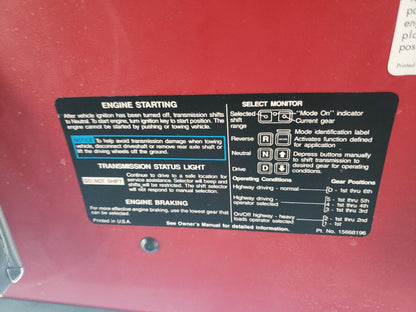 po
pos
eng
pla
pos
Printed
ENGINE STARTING
After vehicle ignition has been turned off, transmission shifts
to Neutral. To start engine, turn ignition key to start position. The
engine cannot be started by pushing or towing vehicle.
To help avoid transmission damage when towing
vehicle, disconnect driveshaft or remove rear axle shaft or
lift the driving wheels off the ground.
TRANSMISSION STATUS LIGHT
DO NOT SHIFT
Continue to drive to a safe location for
service assistance. Selector will beep and
shifts will be restricted. The shift selector
will not respond to manual shifting.
ENGINE BRAKING
For more effective engine braking, use the lowest gear that
can be selected.
Printed in U.S.A.
SELECT MONITOR
Selected shift range
"Mode On" indicator
Current gear
Reverse R
Mode identification label
Activates function defined
for application
Neutral N
Drive D
Depress buttons manually
to shift transmission to
desired gear for operating
conditions.
Operating Conditions Gear Positions
Highway driving - normal D - 1st thru 6th
Highway driving - operator selected
5 - 1st thru 5th
4 - 1st thru 4th
3 - 1st thru 3rd
On/Off highway - heavy loads operator selected
2 - 1st thru 2nd
1 - 1st
See Owner's Manual for detailed information.
Pt. No. 15668196